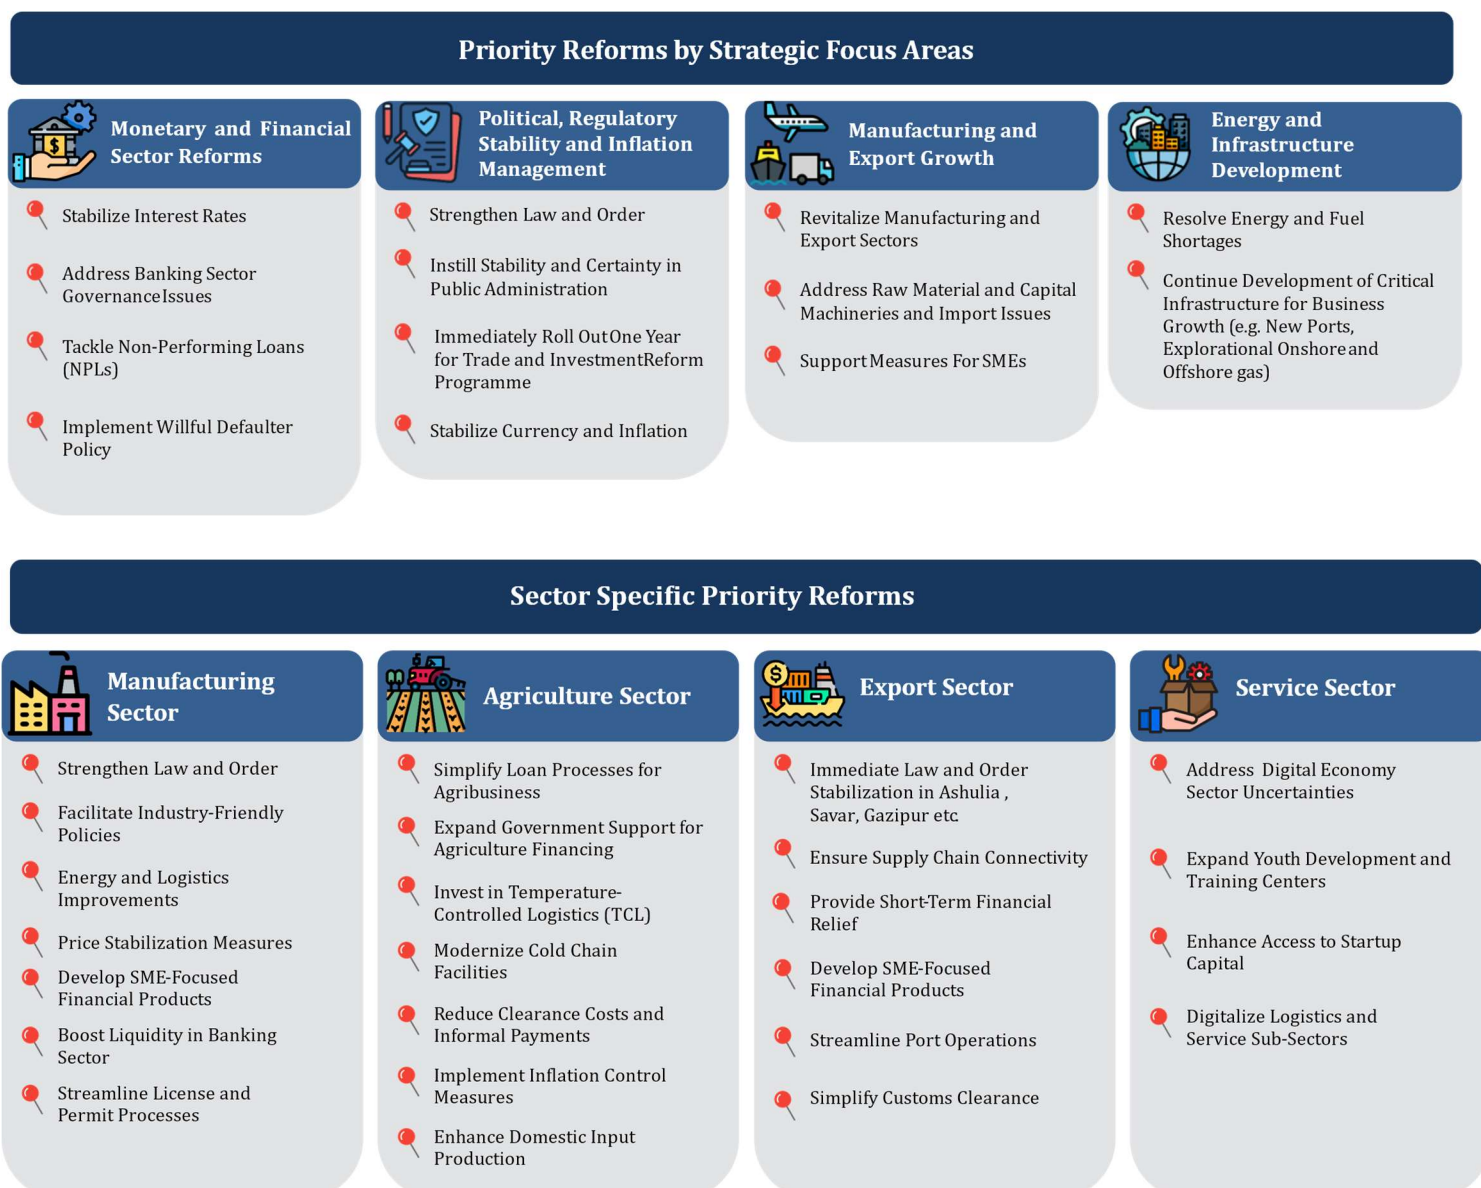 Priority Reforms by Strategic Focus Areas
Monetary and Financial
Sector Reforms
Stabilize Interest Rates
Address Banking Sector
Governance Issues
Tackle Non-Performing Loans
(NPLs)
Implement Willful Defaulter
Policy
Political, Regulatory
Stability and Inflation
Management
Strengthen Law and Order
Instill Stability and Certainty in
Public Administration
Immediately Roll Out One Year
for Trade and Investment Reform
Programme
Stabilize Currency and Inflation
Manufacturing and
Export Growth
Revitalize Manufacturing and
Export Sectors
Address Raw Material and Capital
Machineries and Import Issues
Support Measures For SMEs
Energy and
Infrastructure
Development
Resolve Energy and Fuel
Shortages
Continue Development of Critical
Infrastructure for Business
Growth (e.g. New Ports,
Explorational Onshore and
Offshore gas)
Sector Specific Priority Reforms
Manufacturing
Sector
Strengthen Law and Order
Facilitate Industry-Friendly
Policies
Energy and Logistics
Improvements
Price Stabilization Measures
Develop SME-Focused
Financial Products
Boost Liquidity in Banking
Sector
Streamline License and
Permit Processes
Agriculture Sector
Simplify Loan Processes for
Agribusiness
Expand Government Support for
Agriculture Financing
Invest in Temperature-
Controlled Logistics (TCL)
Modernize Cold Chain
Facilities
Reduce Clearance Costs and
Informal Payments
Implement Inflation Control
Measures
Enhance Domestic Input
Production
Export Sector
Immediate Law and Order
Stabilization in Ashulia ,
Savar, Gazipur etc.
Ensure Supply Chain Connectivity
Provide Short-Term Financial
Relief
Develop SME-Focused
Financial Products
Streamline Port Operations
Simplify Customs Clearance
Service Sector
Address Digital Economy
Sector Uncertainties
Expand Youth Development and
Training Centers
Enhance Access to Startup
Capital
Digitalize Logistics and
Service Sub-Sectors